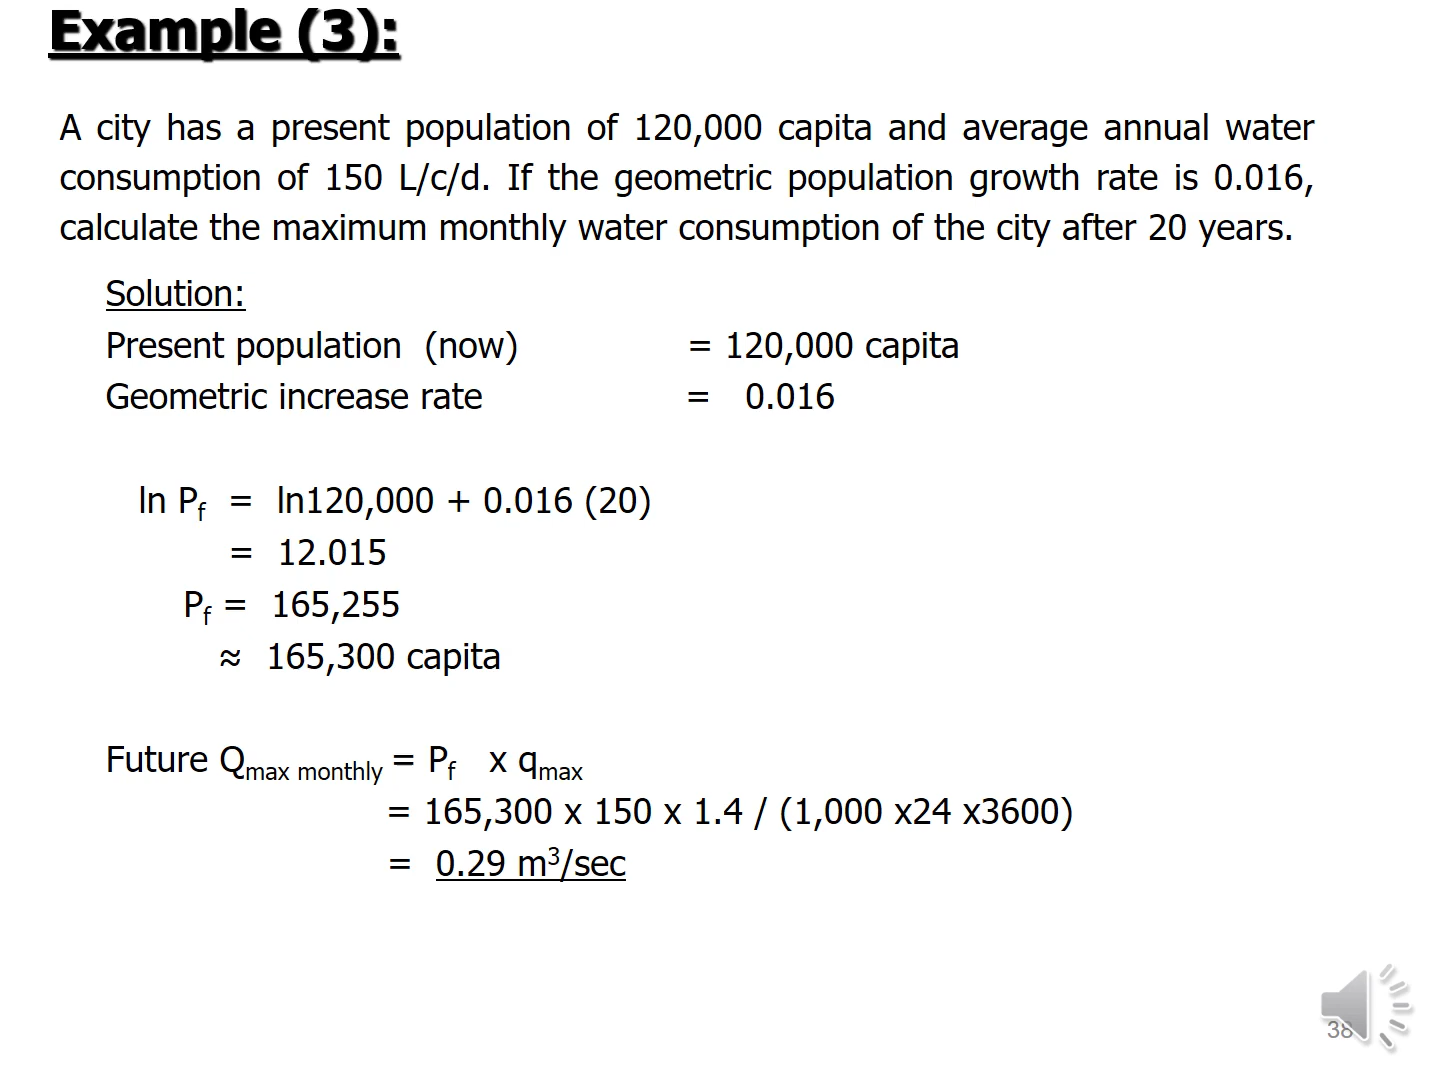 Example (3):
A city has a present population of 120,000 capita and average annual water
consumption of 150 L/c/d. If the geometric population growth rate is 0.016,
calculate the maximum monthly water consumption of the city after 20 years.
Solution:
Present population (now) = 120,000 capita
Geometric increase rate = 0.016
ln Pf = ln120,000 + 0.016 (20)
= 12.015
Pf = 165,255
≈ 165,300 capita
Future Qmax monthly = Pf x qmax
= 165,300 x 150 x 1.4 / (1,000 x24 x3600)
= 0.29 m³/sec
38